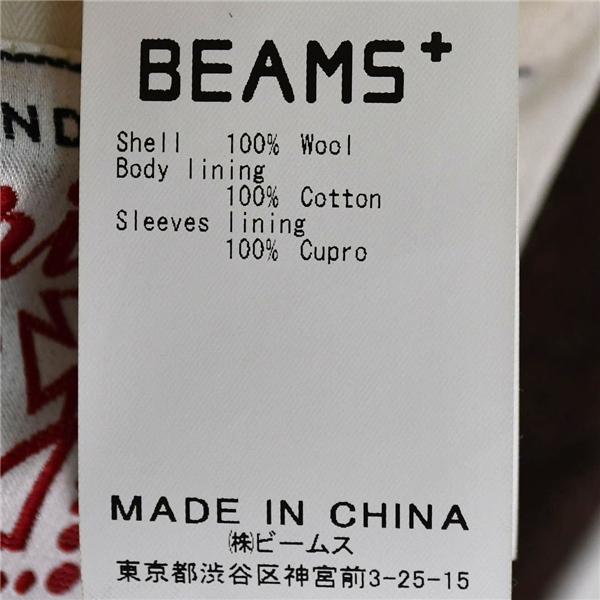 BEAMS+
Shell 100% Wool
Body lining
100% Cotton
Sleeves lining
100% Cupro
MADE IN CHINA
㈱ビームス
東京都渋谷区神宮前3-25-15
ND